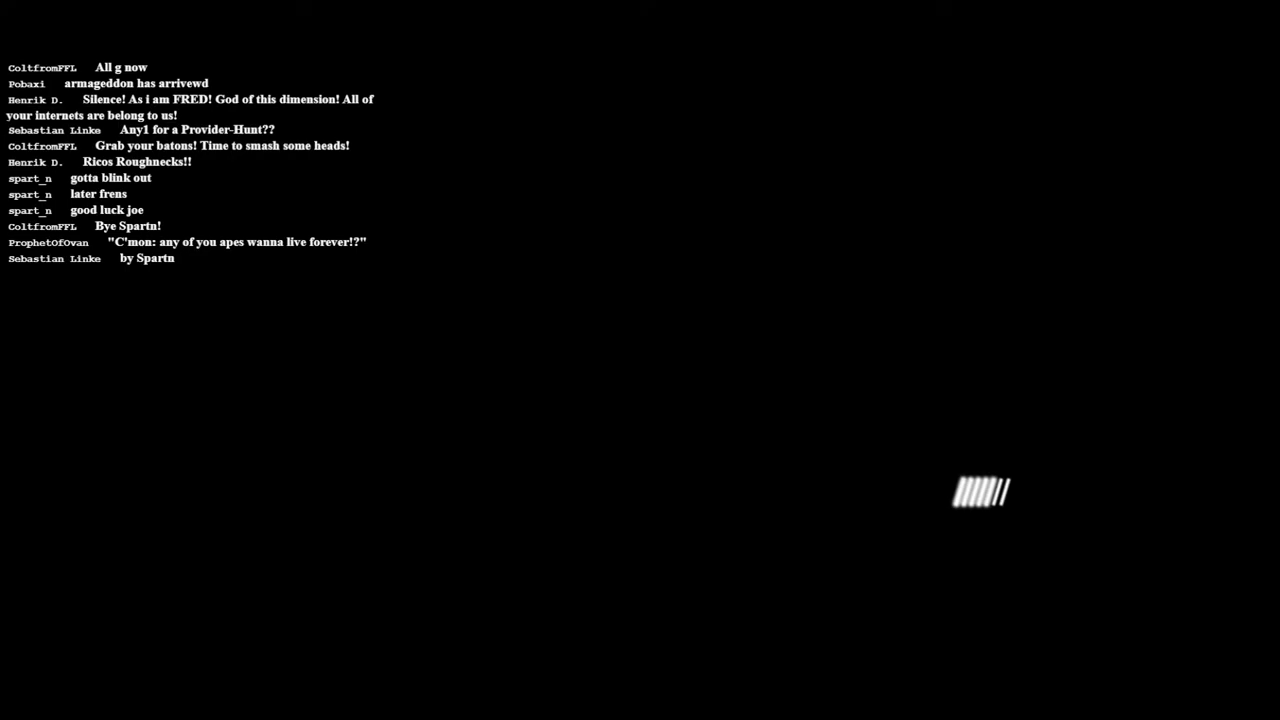 ColtfromFFL All g now
Pobaxi armageddon has arrivewd
Henrik D. Silence! As i am FRED! God of this dimension! All of
your internets are belong to us!
Sebastian Linke Any1 for a Provider-Hunt??
ColtfromFFL Grab your batons! Time to smash some heads!
Henrik D. Ricos Roughnecks!!
spart_n gotta blink out
spart_n later frens
spart_n good luck joe
ColtfromFFL Bye Spartn!
ProphetOfOvan "C'mon: any of you apes wanna live forever!?"
Sebastian Linke by Spartn